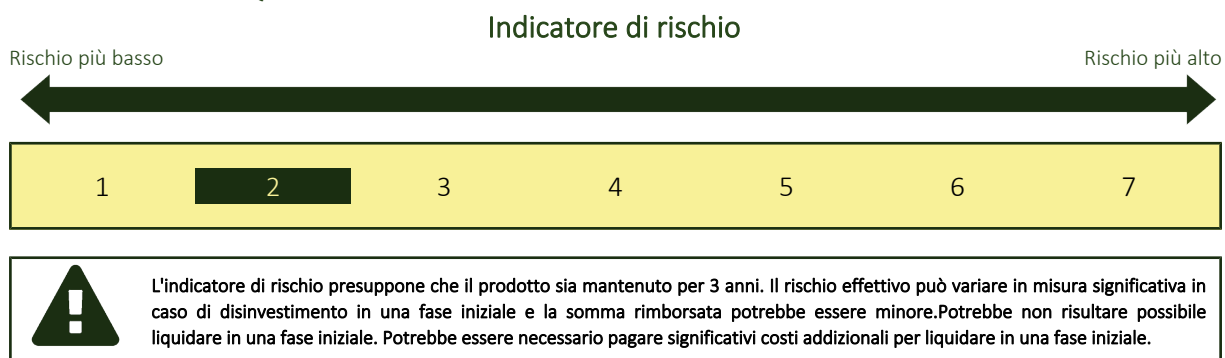 Indicatore di rischio
Rischio più basso
Rischio più alto
1 2 3 4 5 6 7
L'indicatore di rischio presuppone che il prodotto sia mantenuto per 3 anni. Il rischio effettivo può variare in misura significativa in
caso di disinvestimento in una fase iniziale e la somma rimborsata potrebbe essere minore.Potrebbe non risultare possibile
liquidare in una fase iniziale. Potrebbe essere necessario pagare significativi costi addizionali per liquidare in una fase iniziale.